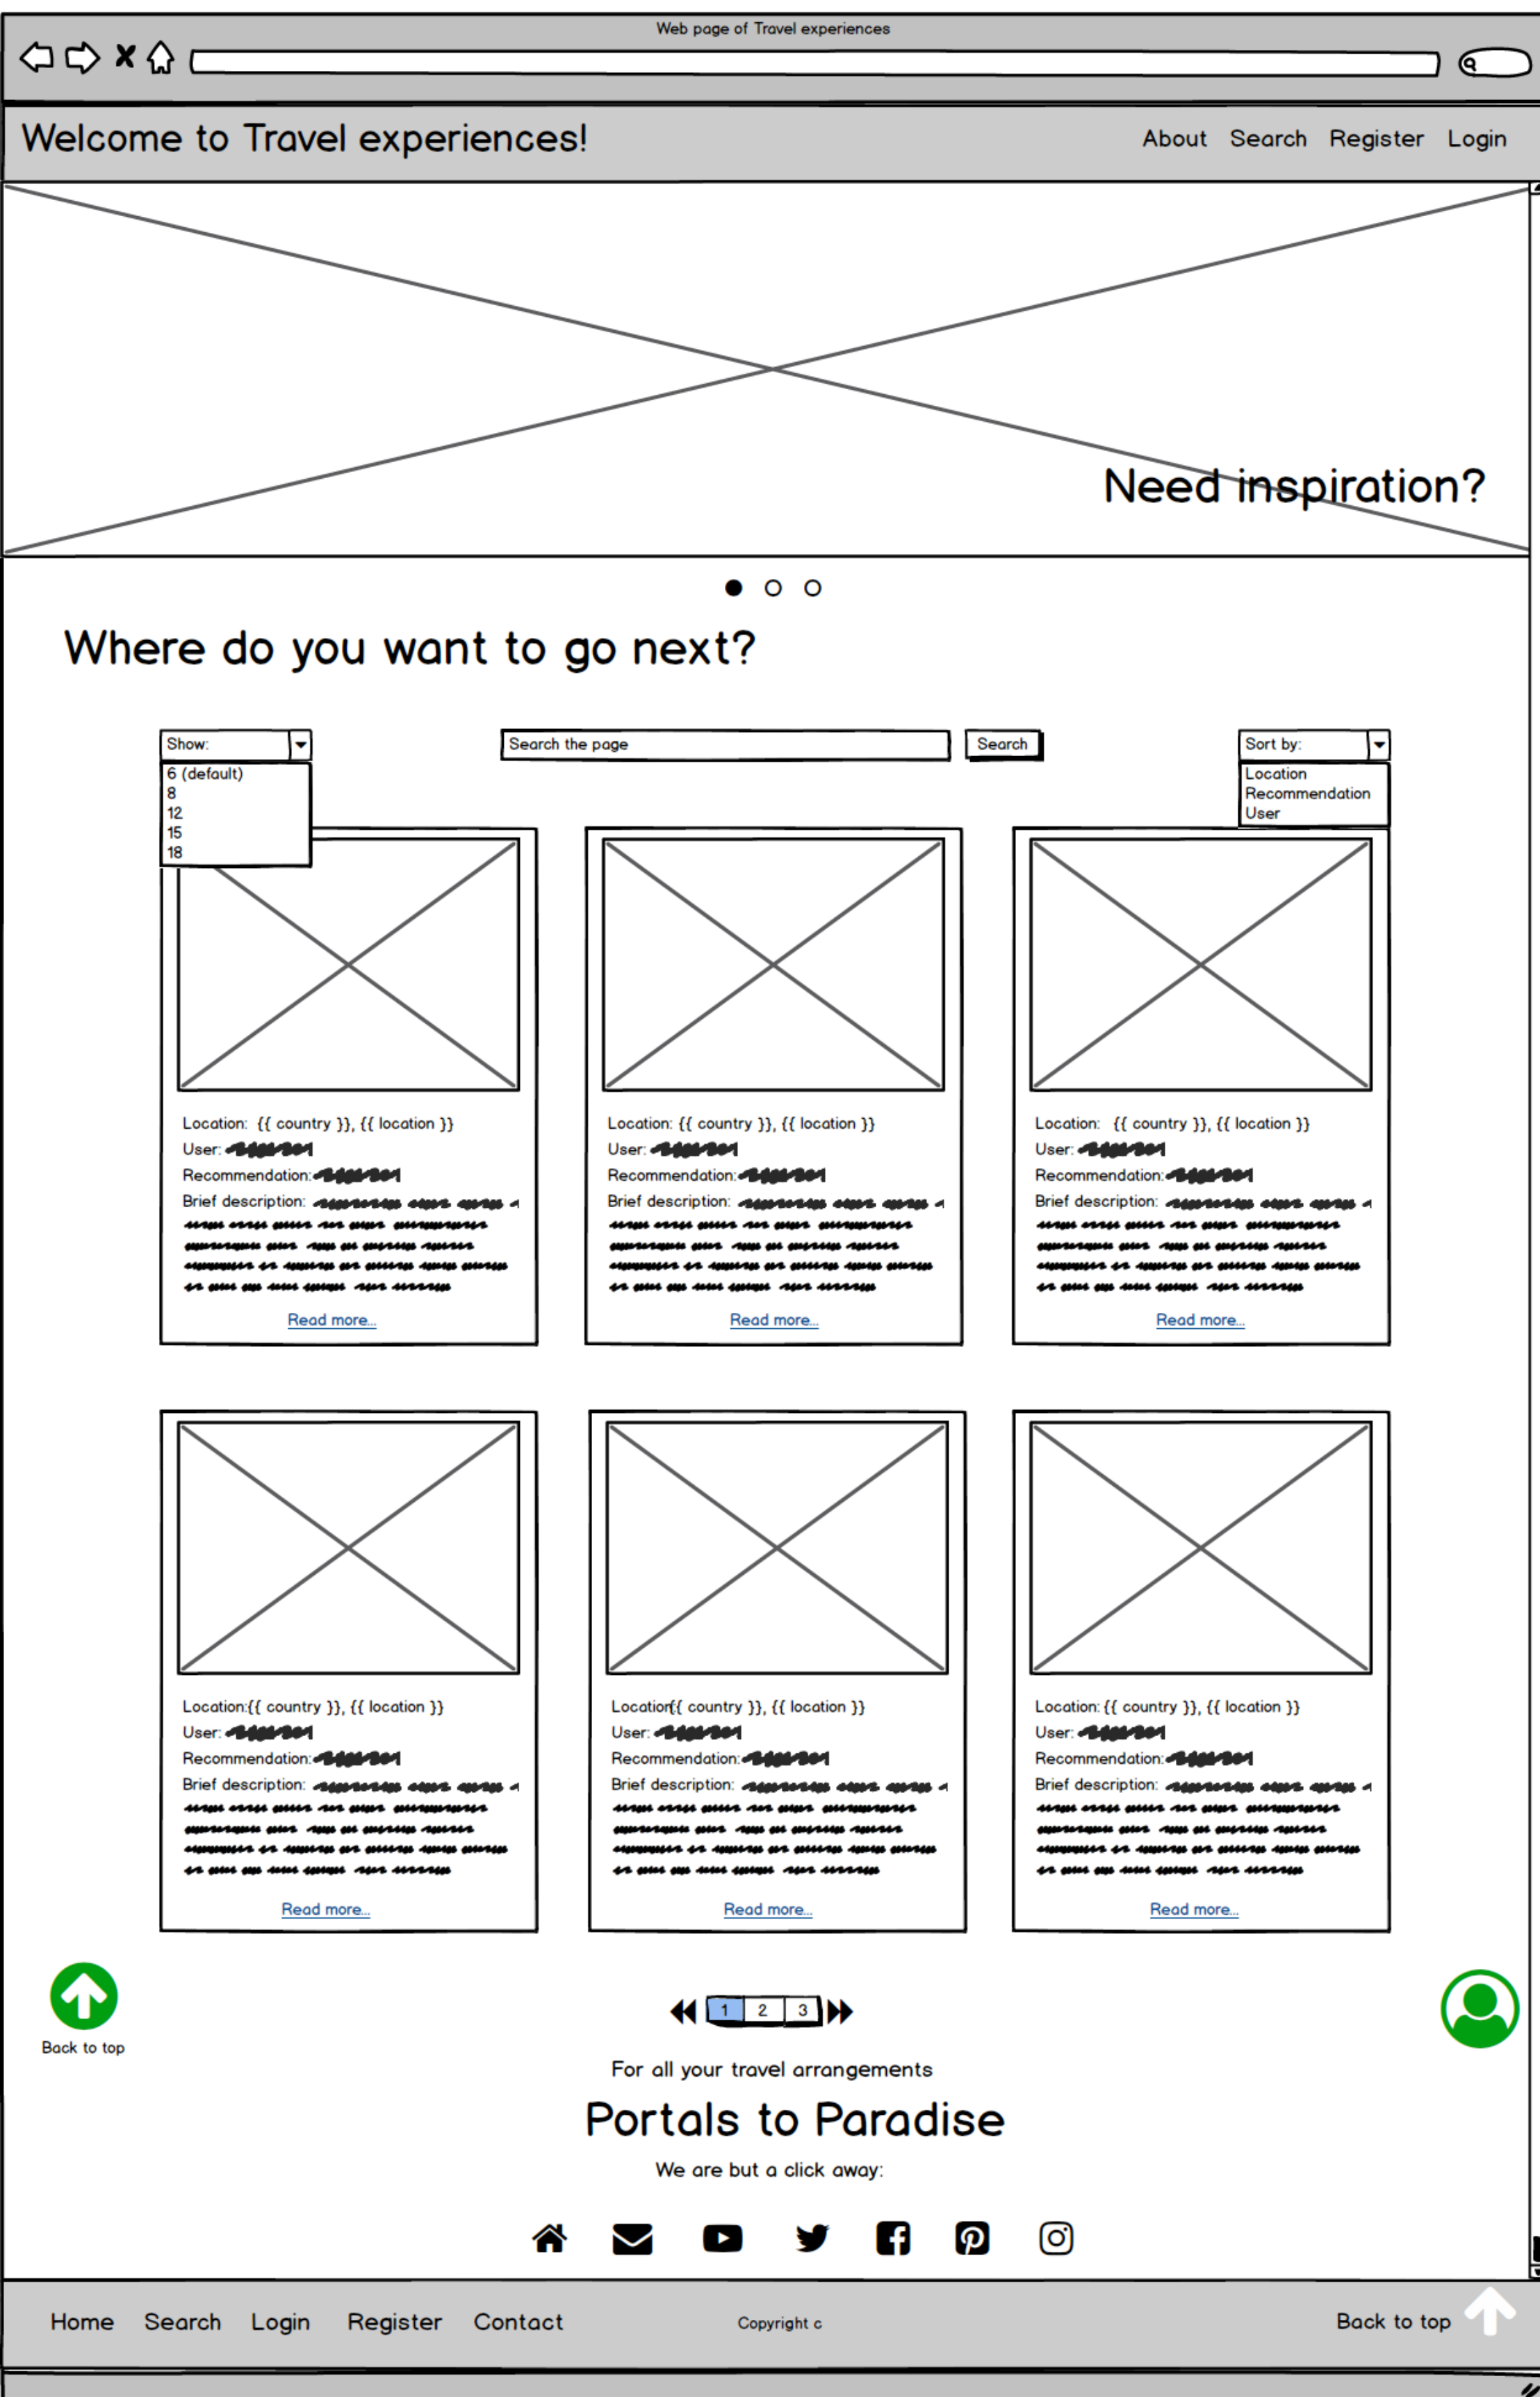 Web page of Travel experiences
Welcome to Travel experiences!
About Search Register Login
Need inspiration?
Where do you want to go next?
Show:
6 (default)
8
12
15
18
Search the page
Search
Sort by:
Location
Recommendation
User
Location: {{ country }}, {{ location }}
User:
Recommendation:
Brief description:
Read more...
Location: {{ country }}, {{ location }}
User:
Recommendation:
Brief description:
Read more...
Location: {{ country }}, {{ location }}
User:
Recommendation:
Brief description:
Read more...
Location:{{ country }}, {{ location }}
User:
Recommendation:
Brief description:
Read more...
Location{{ country }}, {{ location }}
User:
Recommendation:
Brief description:
Read more...
Location: {{ country }}, {{ location }}
User:
Recommendation:
Brief description:
Read more...
Back to top
1 2 3
For all your travel arrangements
Portals to Paradise
We are but a click away:
Home Search Login Register Contact
Copyright c
Back to top